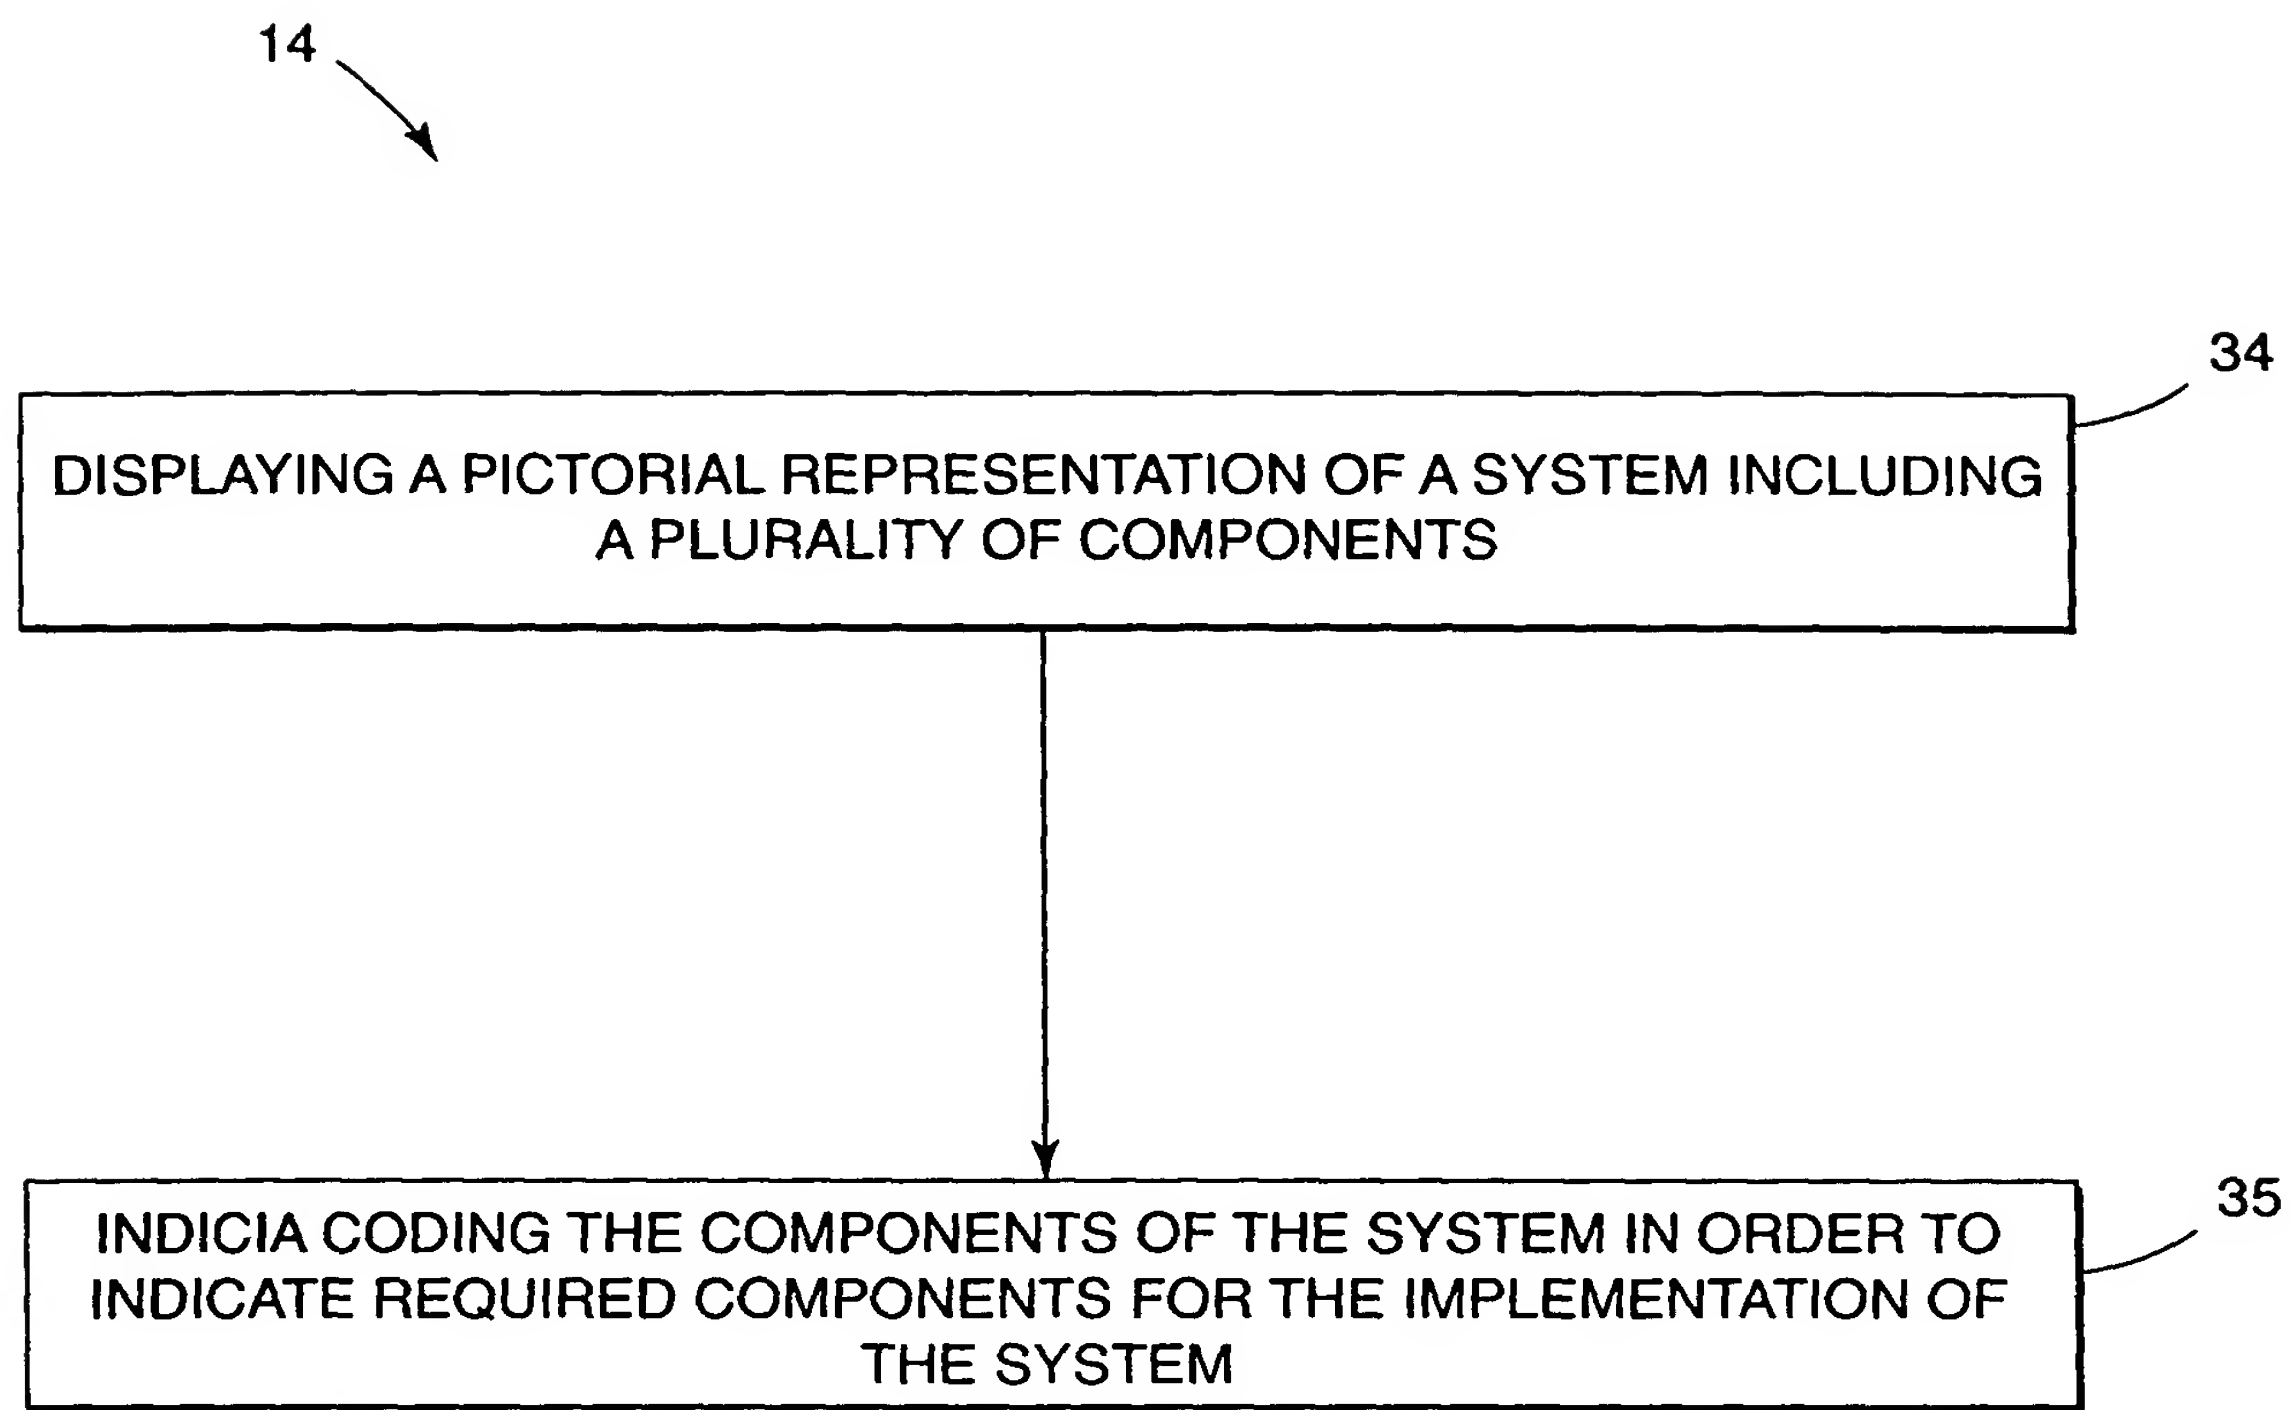 14
34
DISPLAYING A PICTORIAL REPRESENTATION OF A SYSTEM INCLUDING
A PLURALITY OF COMPONENTS
35
INDICIA CODING THE COMPONENTS OF THE SYSTEM IN ORDER TO
INDICATE REQUIRED COMPONENTS FOR THE IMPLEMENTATION OF
THE SYSTEM